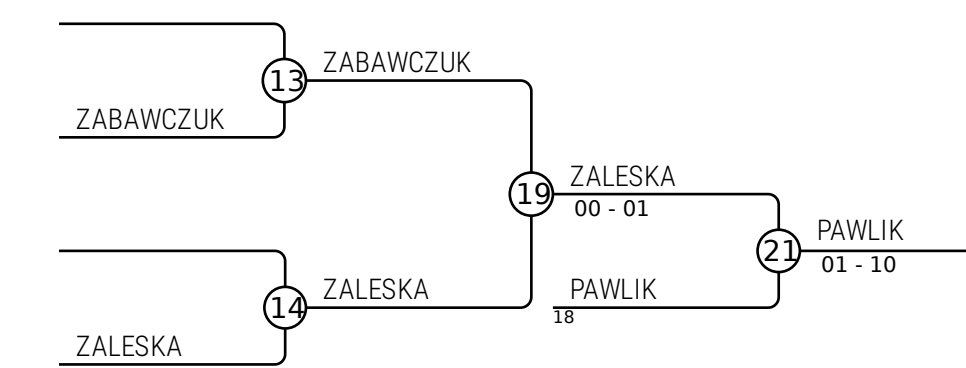 ZABAWCZUK
13
ZABAWCZUK
ZALESKA
19
00 - 01
PAWLIK
21
01 - 10
ZALESKA
14
PAWLIK
18
ZALESKA